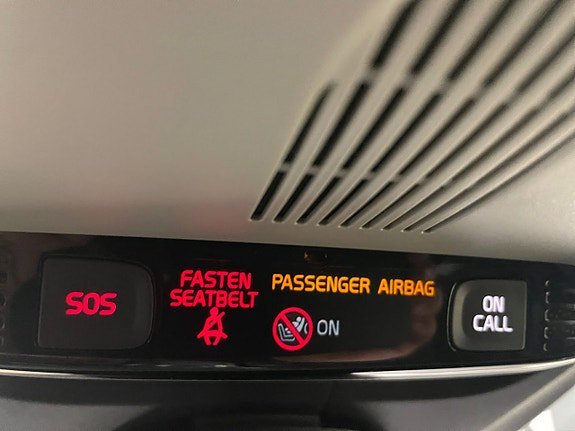 SOS
FASTEN
SEATBELT
PASSENGER AIRBAG
ON
ON
CALL